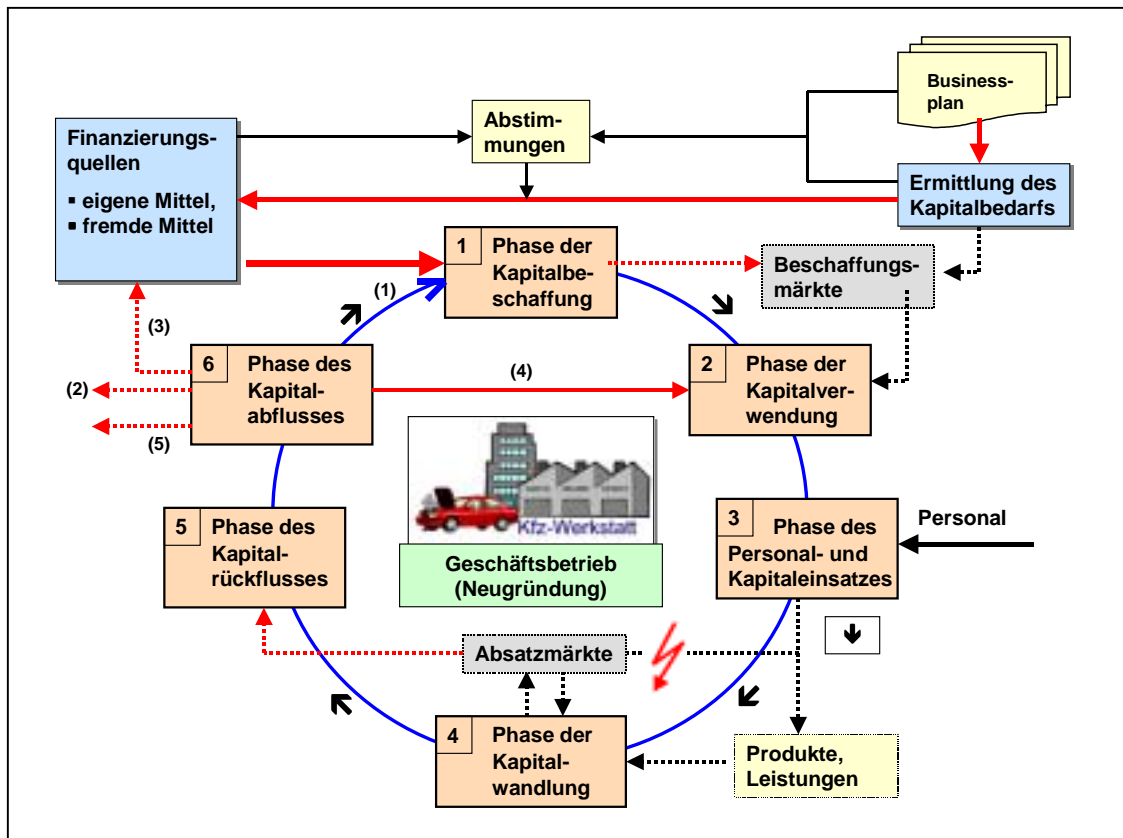 Business-
plan
Finanzierungs-
quellen
▪ eigene Mittel,
▪ fremde Mittel
Abstim-
mungen
Ermittlung des
Kapitalbedarfs
1
Phase der
Kapitalbe-
schaffung
Beschaffungs-
märkte
(1)
(3)
(2)
(5)
6
Phase des
Kapital-
abflusses
(4)
2
Phase der
Kapitalver-
wendung
Kfz-Werkstatt
Geschäftsbetrieb
(Neugründung)
5
Phase des
Kapital-
rückflusses
3
Phase des
Personal- und
Kapitaleinsatzes
Personal
Absatzmärkte
4
Phase der
Kapital-
wandlung
Produkte,
Leistungen